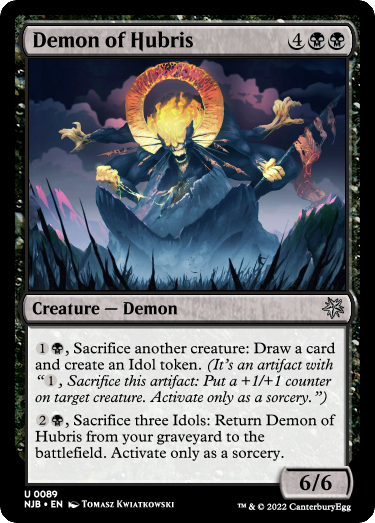 Demon of Hubris 4
Creature — Demon
1, Sacrifice another creature: Draw a card
and create an Idol token. (It's an artifact with
"1, Sacrifice this artifact: Put a +1/+1 counter
on target creature. Activate only as a sorcery.")
2, Sacrifice three Idols: Return Demon of
Hubris from your graveyard to the
battlefield. Activate only as a sorcery.
6/6
U 0089
NJB • EN Tomasz Kwiatkowski
™ & © 2022 CanterburyEgg